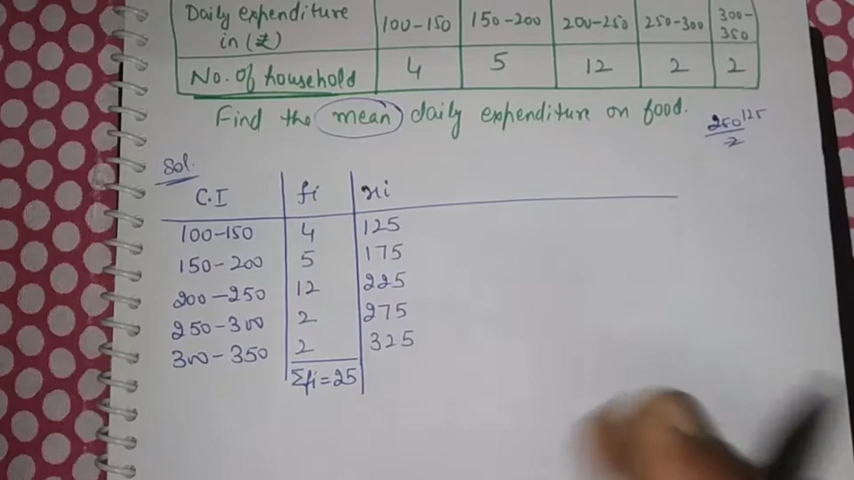 Daily expenditure in (₹) 100-150 150-200 200-250 250-300 300-350
No. of household 4 5 12 2 2
Find the mean daily expenditure on food.
250 125
2
Sol.
C.I fi xi
100-150 4 125
150-200 5 175
200-250 12 225
250-300 2 275
300-350 2 325
Σfi=25